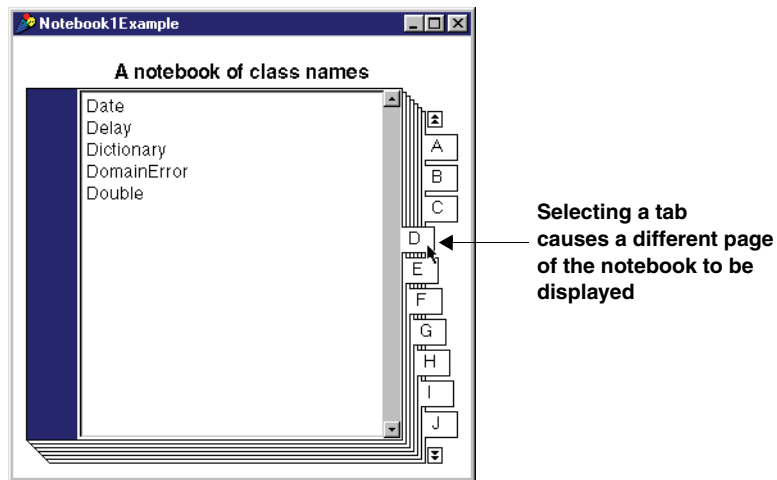 Notebook1Example
A notebook of class names
Date
Delay
Dictionary
DomainError
Double
A
B
C
D
E
F
G
H
I
J
Selecting a tab
causes a different page
of the notebook to be
displayed